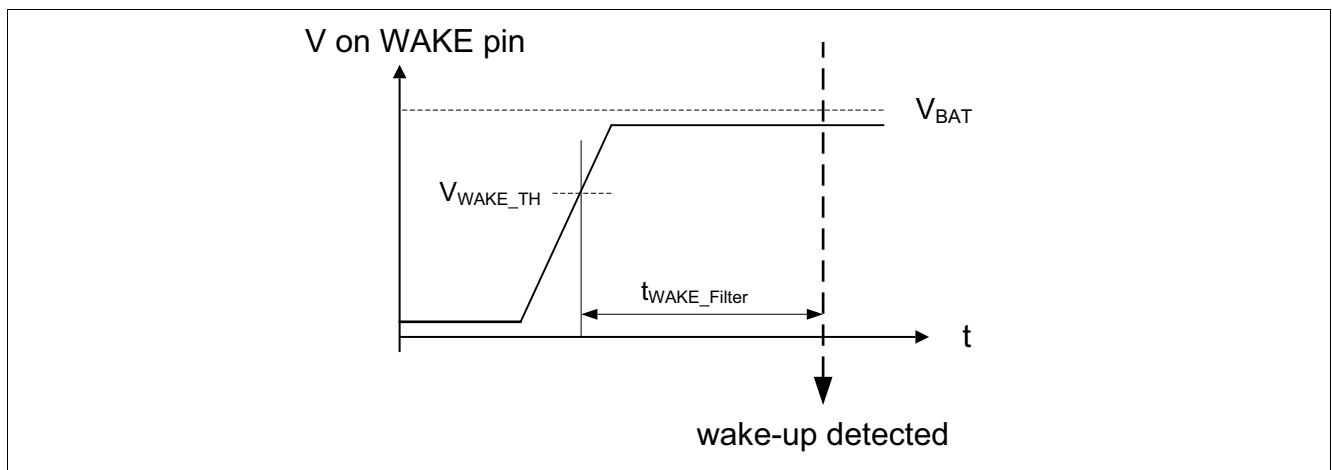 V on WAKE pin
VBAT
VWAKE_TH
tWAKE_Filter
t
wake-up detected